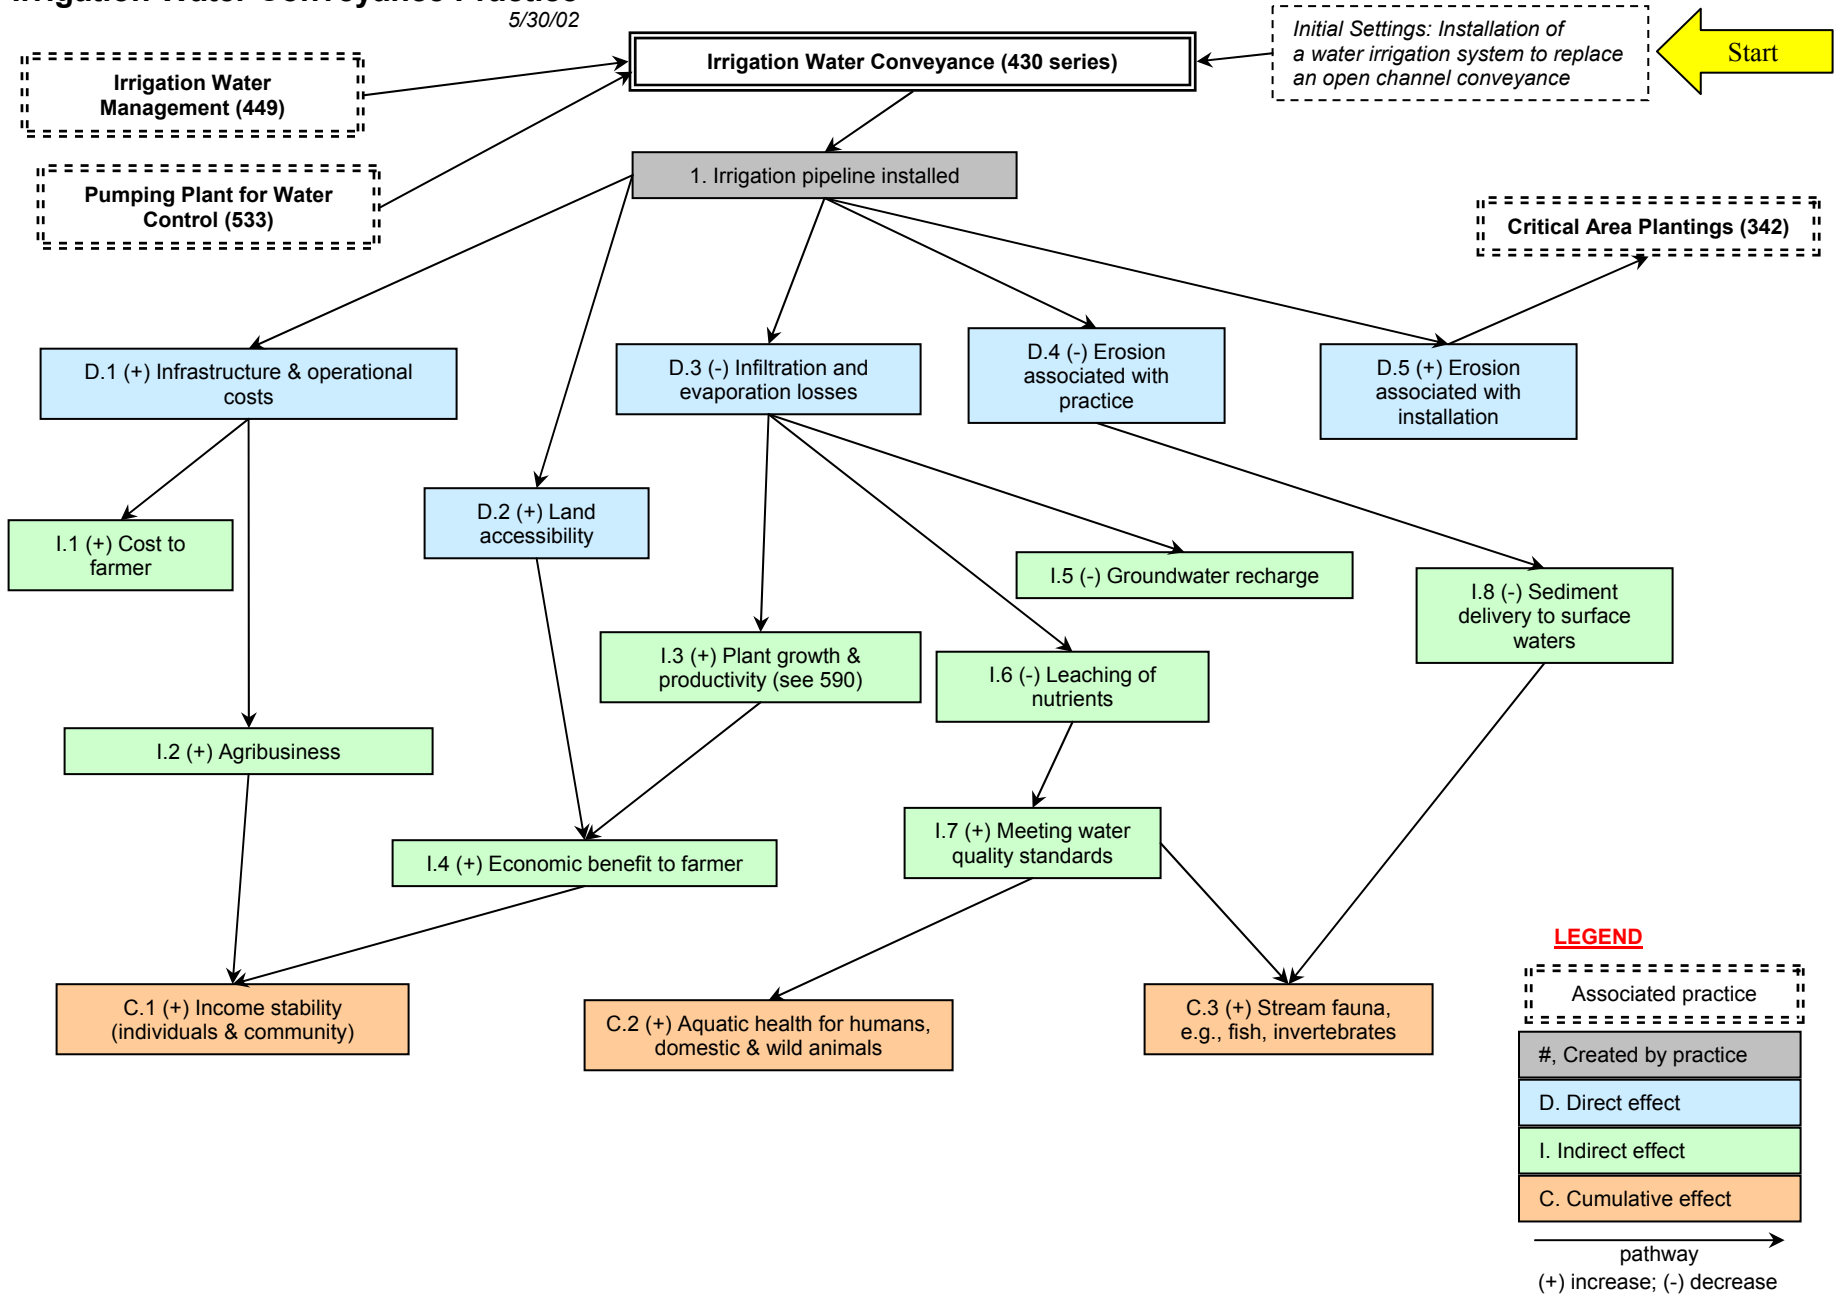 5/30/02
Irrigation Water Conveyance (430 series)
Initial Settings: Installation of
a water irrigation system to replace
an open channel conveyance
Start
Irrigation Water
Management (449)
Pumping Plant for Water
Control (533)
1. Irrigation pipeline installed
Critical Area Plantings (342)
D.1 (+) Infrastructure & operational
costs
D.3 (-) Infiltration and
evaporation losses
D.4 (-) Erosion
associated with
practice
D.5 (+) Erosion
associated with
installation
I.1 (+) Cost to
farmer
D.2 (+) Land
accessibility
I.5 (-) Groundwater recharge
I.8 (-) Sediment
delivery to surface
waters
I.3 (+) Plant growth &
productivity (see 590)
I.6 (-) Leaching of
nutrients
I.2 (+) Agribusiness
I.4 (+) Economic benefit to farmer
I.7 (+) Meeting water
quality standards
C.1 (+) Income stability
(individuals & community)
C.2 (+) Aquatic health for humans,
domestic & wild animals
C.3 (+) Stream fauna,
e.g., fish, invertebrates
LEGEND
Associated practice
#, Created by practice
D. Direct effect
I. Indirect effect
C. Cumulative effect
pathway
(+) increase; (-) decrease